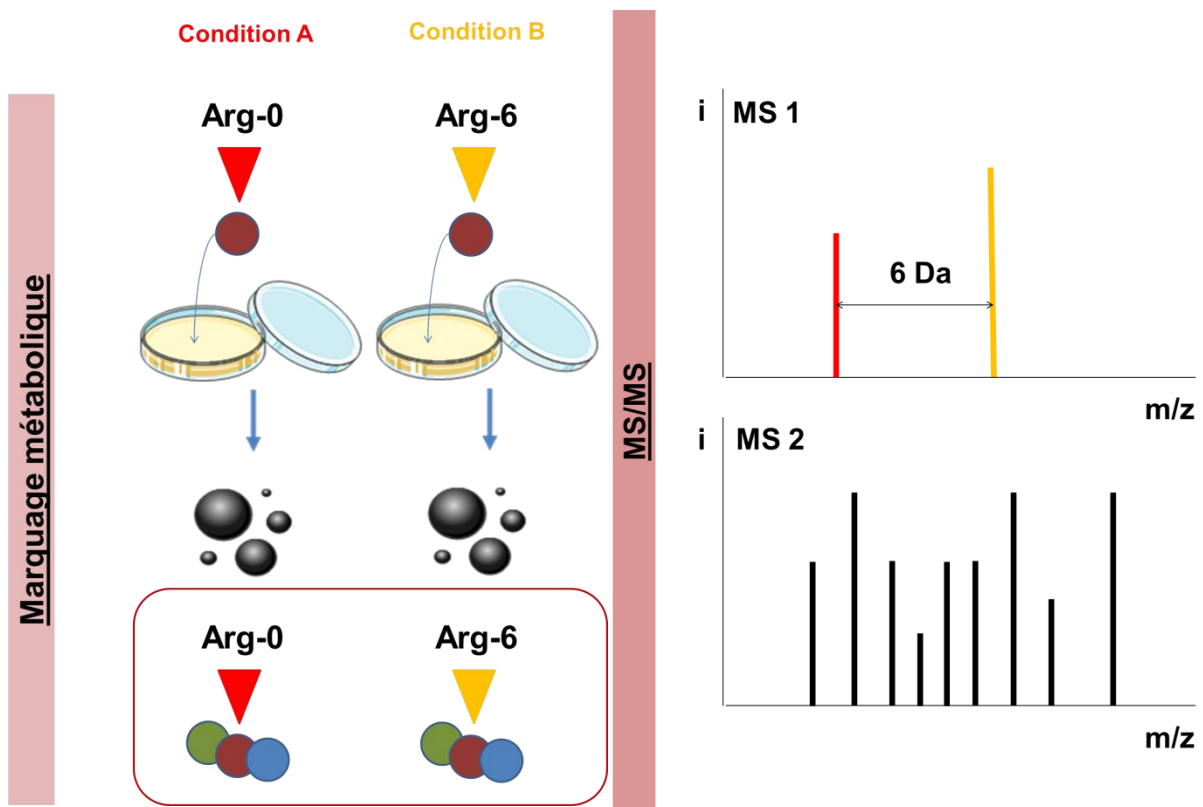 Condition A
Condition B
Marquage métabolique
Arg-0
Arg-6
Arg-0
Arg-6
MS/MS
i
MS 1
6 Da
m/z
i
MS 2
m/z